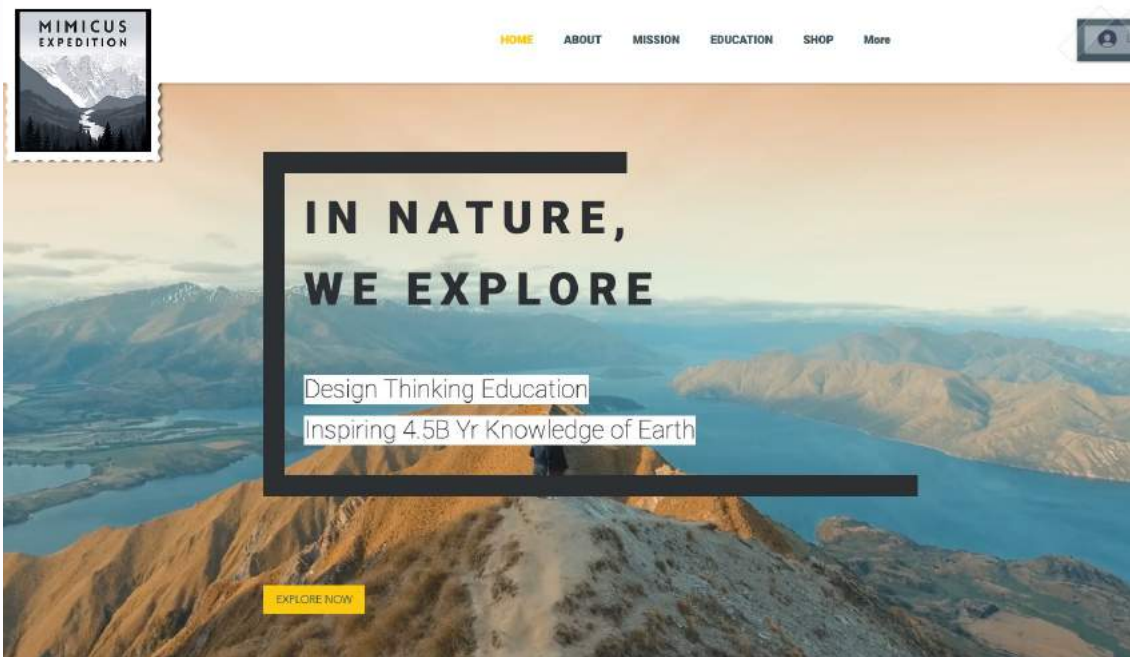 MIMICUS
EXPEDITION
HOME ABOUT MISSION EDUCATION SHOP More
IN NATURE,
WE EXPLORE
Design Thinking Education
Inspiring 4.5B Yr Knowledge of Earth
EXPLORE NOW